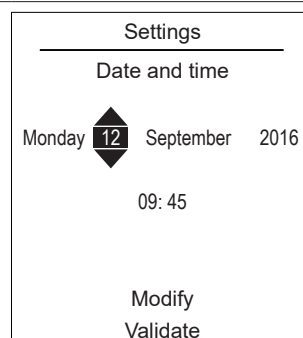 Settings
Date and time
Monday 12 September 2016
09: 45
Modify
Validate